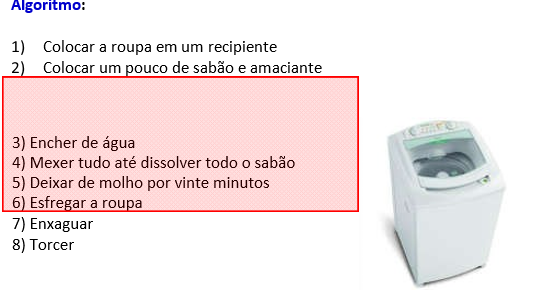 Algoritmo:
1) Colocar a roupa em um recipiente
2) Colocar um pouco de sabão e amaciante
3) Encher de água
4) Mexer tudo até dissolver todo o sabão
5) Deixar de molho por vinte minutos
6) Esfregar a roupa
7) Enxaguar
8) Torcer